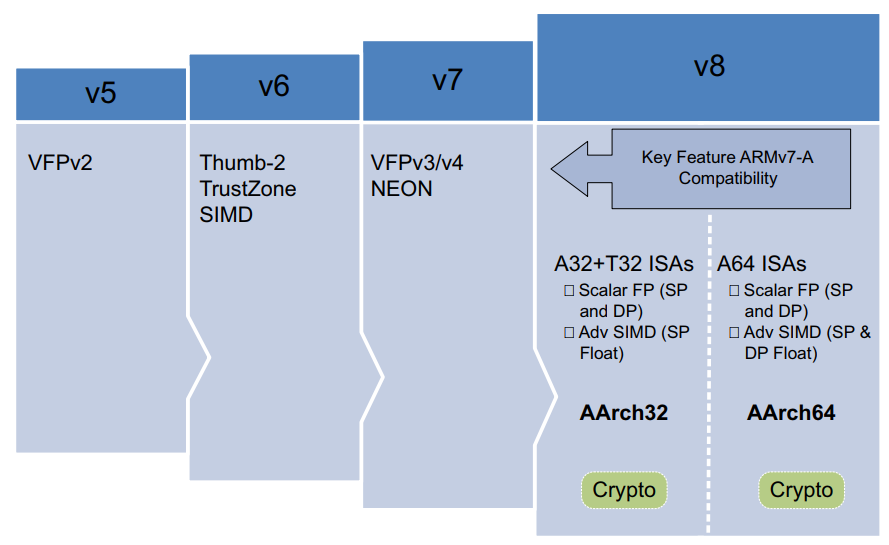 v5
v6
v7
v8
VFPv2
Thumb-2
TrustZone
SIMD
VFPv3/v4
NEON
Key Feature ARMv7-A
Compatibility
A32+T32 ISAs
Scalar FP (SP
and DP)
Adv SIMD (SP
Float)
AArch32
Crypto
A64 ISAs
Scalar FP (SP
and DP)
Adv SIMD (SP &
DP Float)
AArch64
Crypto